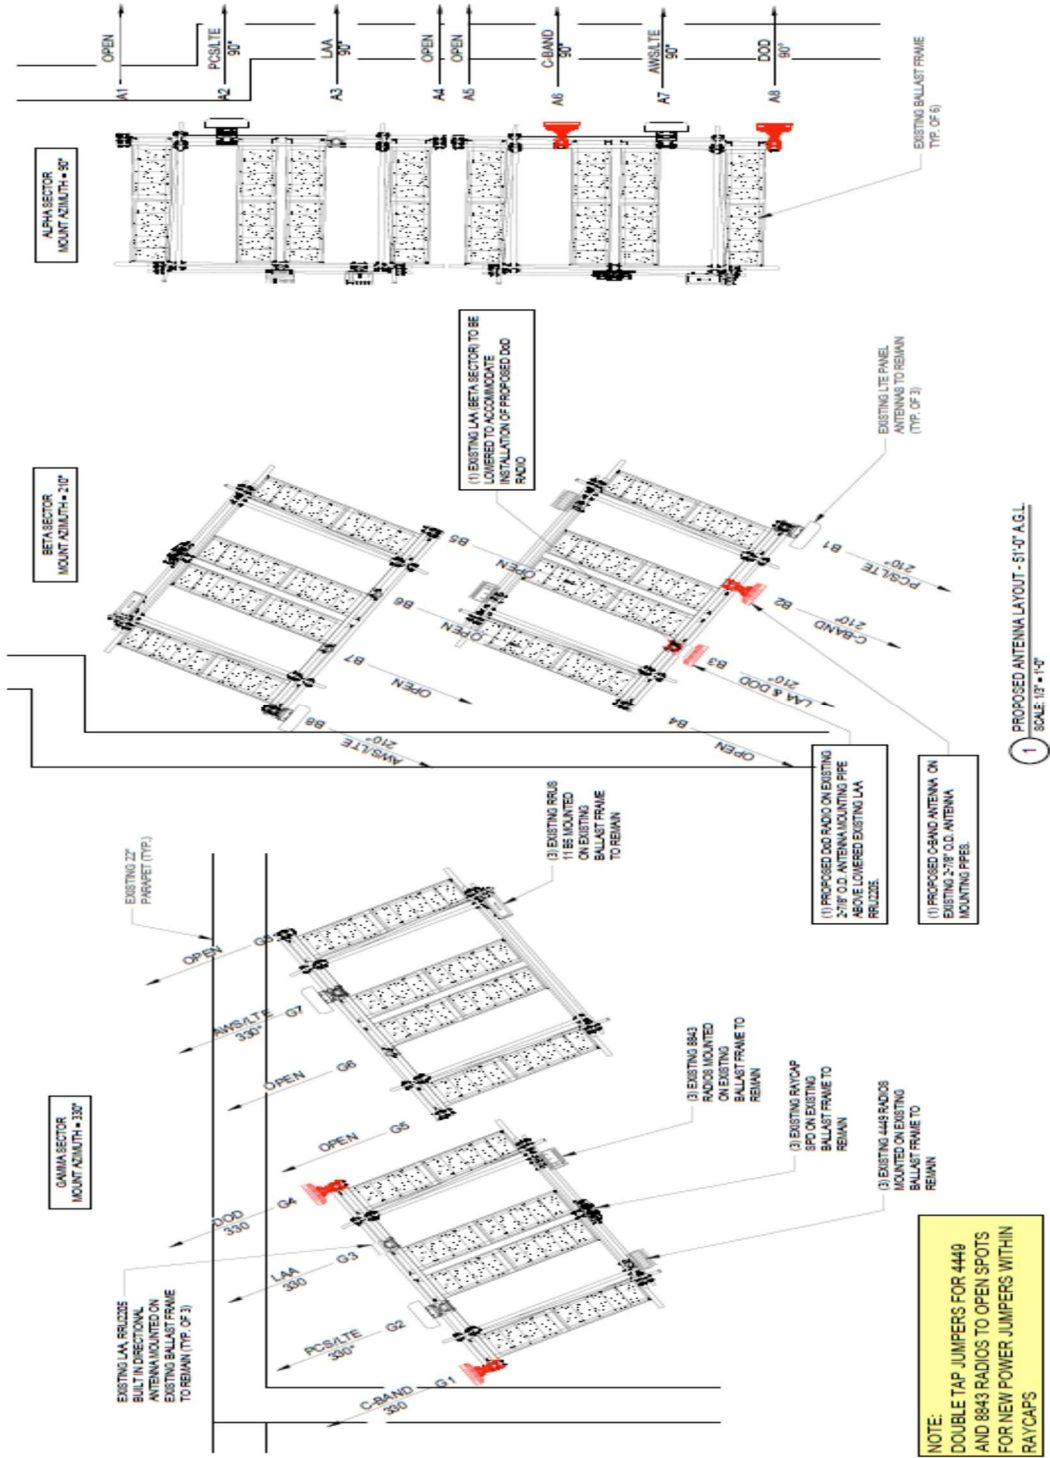 GAMMA SECTOR
MOUNT AZIMUTH = 330°
BETA SECTOR
MOUNT AZIMUTH = 210°
ALPHA SECTOR
MOUNT AZIMUTH = 90°
EXISTING 22"
PARAPET (TYP.)
EXISTING LAA RRU2205
BUILT IN DIRECTIONAL
ANTENNA MOUNTED ON
EXISTING BALLAST FRAME
TO REMAIN (TYP. OF 3)
C-BAND
330
G1
PCS/LTE
330°
G2
LAA
330
G3
DOD
330
G4
OPEN
G5
OPEN
G6
AWS/LTE
330°
G7
OPEN
(3) EXISTING RRUS
11 B5 MOUNTED
ON EXISTING
BALLAST FRAME
TO REMAIN
(3) EXISTING 8843
RADIOS MOUNTED
ON EXISTING
BALLAST FRAME TO
REMAIN
(3) EXISTING RAYCAP
SPD ON EXISTING
BALLAST FRAME TO
REMAIN
(3) EXISTING 4449 RADIOS
MOUNTED ON EXISTING
BALLAST FRAME TO
REMAIN
B8
AWS/LTE
210°
B7
OPEN
B6
OPEN
B5
OPEN
B4
OPEN
B3
210°
LAA & DOD
B2
210°
C-BAND
B1
210°
PCS/LTE
(1) EXISTING LAA (BETA SECTOR) TO BE
LOWERED TO ACCOMMODATE
INSTALLATION OF PROPOSED DoD
RADIO
EXISTING LTE PANEL
ANTENNAS TO REMAIN
(TYP. OF 3)
(1) PROPOSED DoD RADIO ON EXISTING
2-7/8" O.D. ANTENNA MOUNTING PIPE
ABOVE LOWERED EXISTING LAA
RRU2205.
(1) PROPOSED C-BAND ANTENNA ON
EXISTING 2-7/8" O.D. ANTENNA
MOUNTING PIPES.
A1
OPEN
A2
PCS/LTE
90°
A3
LAA
90°
A4
OPEN
A5
OPEN
A6
C-BAND
90°
A7
AWS/LTE
90°
A8
DOD
90°
EXISTING BALLAST FRAME
TYP. OF 6)
NOTE:
DOUBLE TAP JUMPERS FOR 4449
AND 8843 RADIOS TO OPEN SPOTS
FOR NEW POWER JUMPERS WITHIN
RAYCAPS
1
PROPOSED ANTENNA LAYOUT - 51'-0" A.G.L.